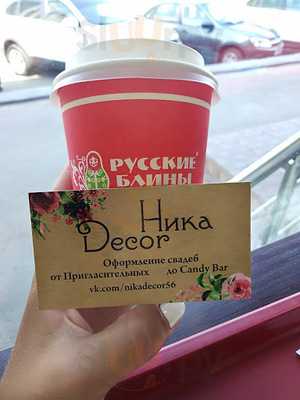 РУССКИЕ
БЛИНЫ
Ника
Decor
Оформление свадеб
от Пригласительных до Candy Bar
vk.com/nikadecor56